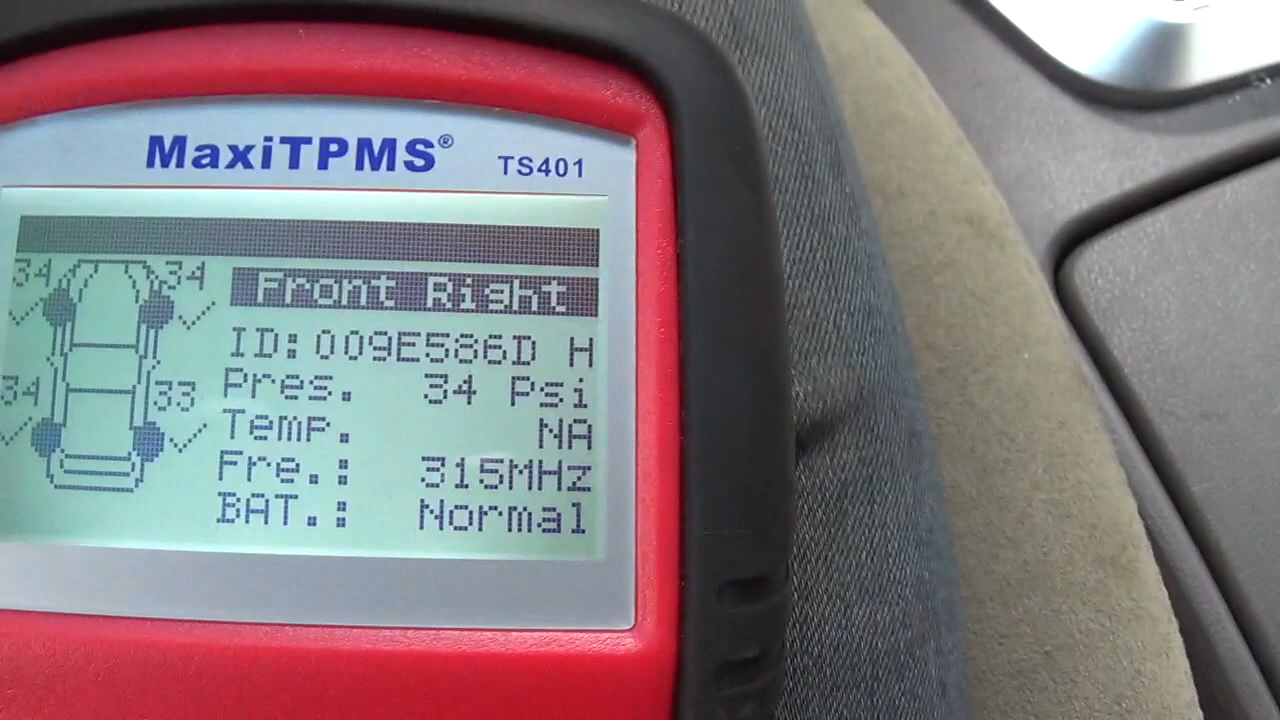 MaxiTPMS® TS401
34 34
34 33
Front Right
ID:009E586D H
Pres. 34 Psi
Temp. NA
Fre.: 315MHz
BAT.: Normal